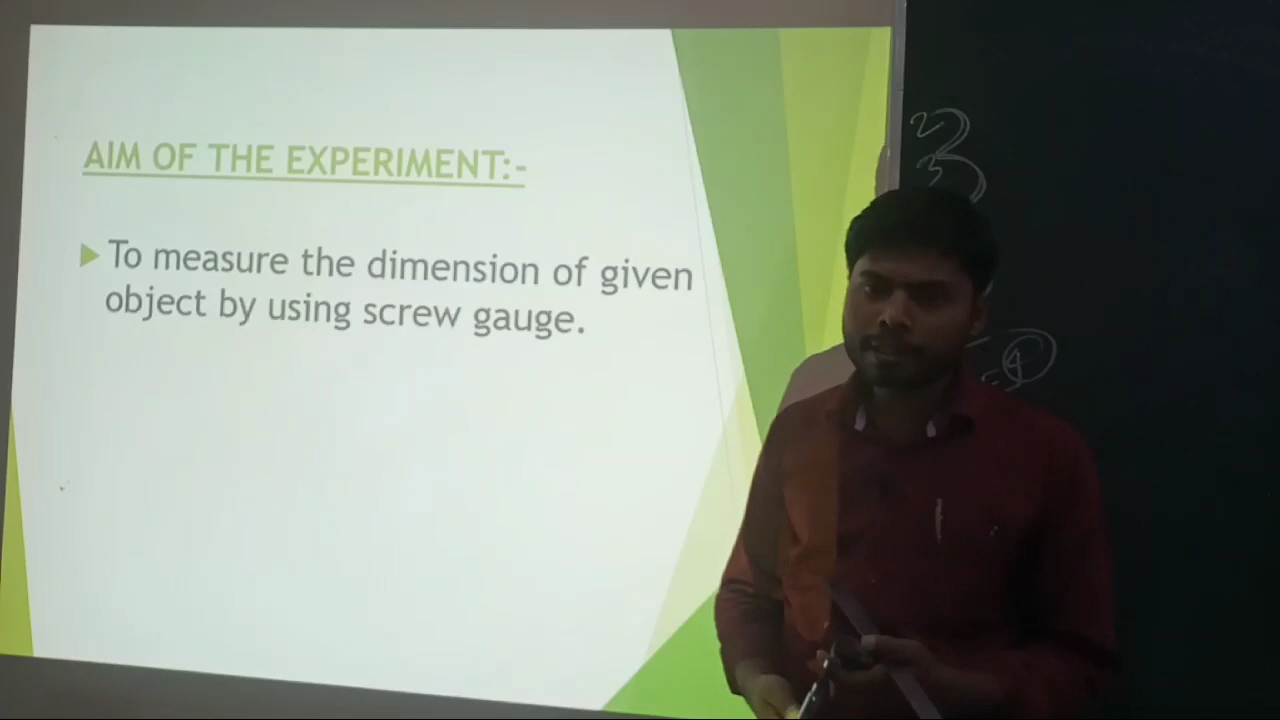 AIM OF THE EXPERIMENT:-
To measure the dimension of given
object by using screw gauge.